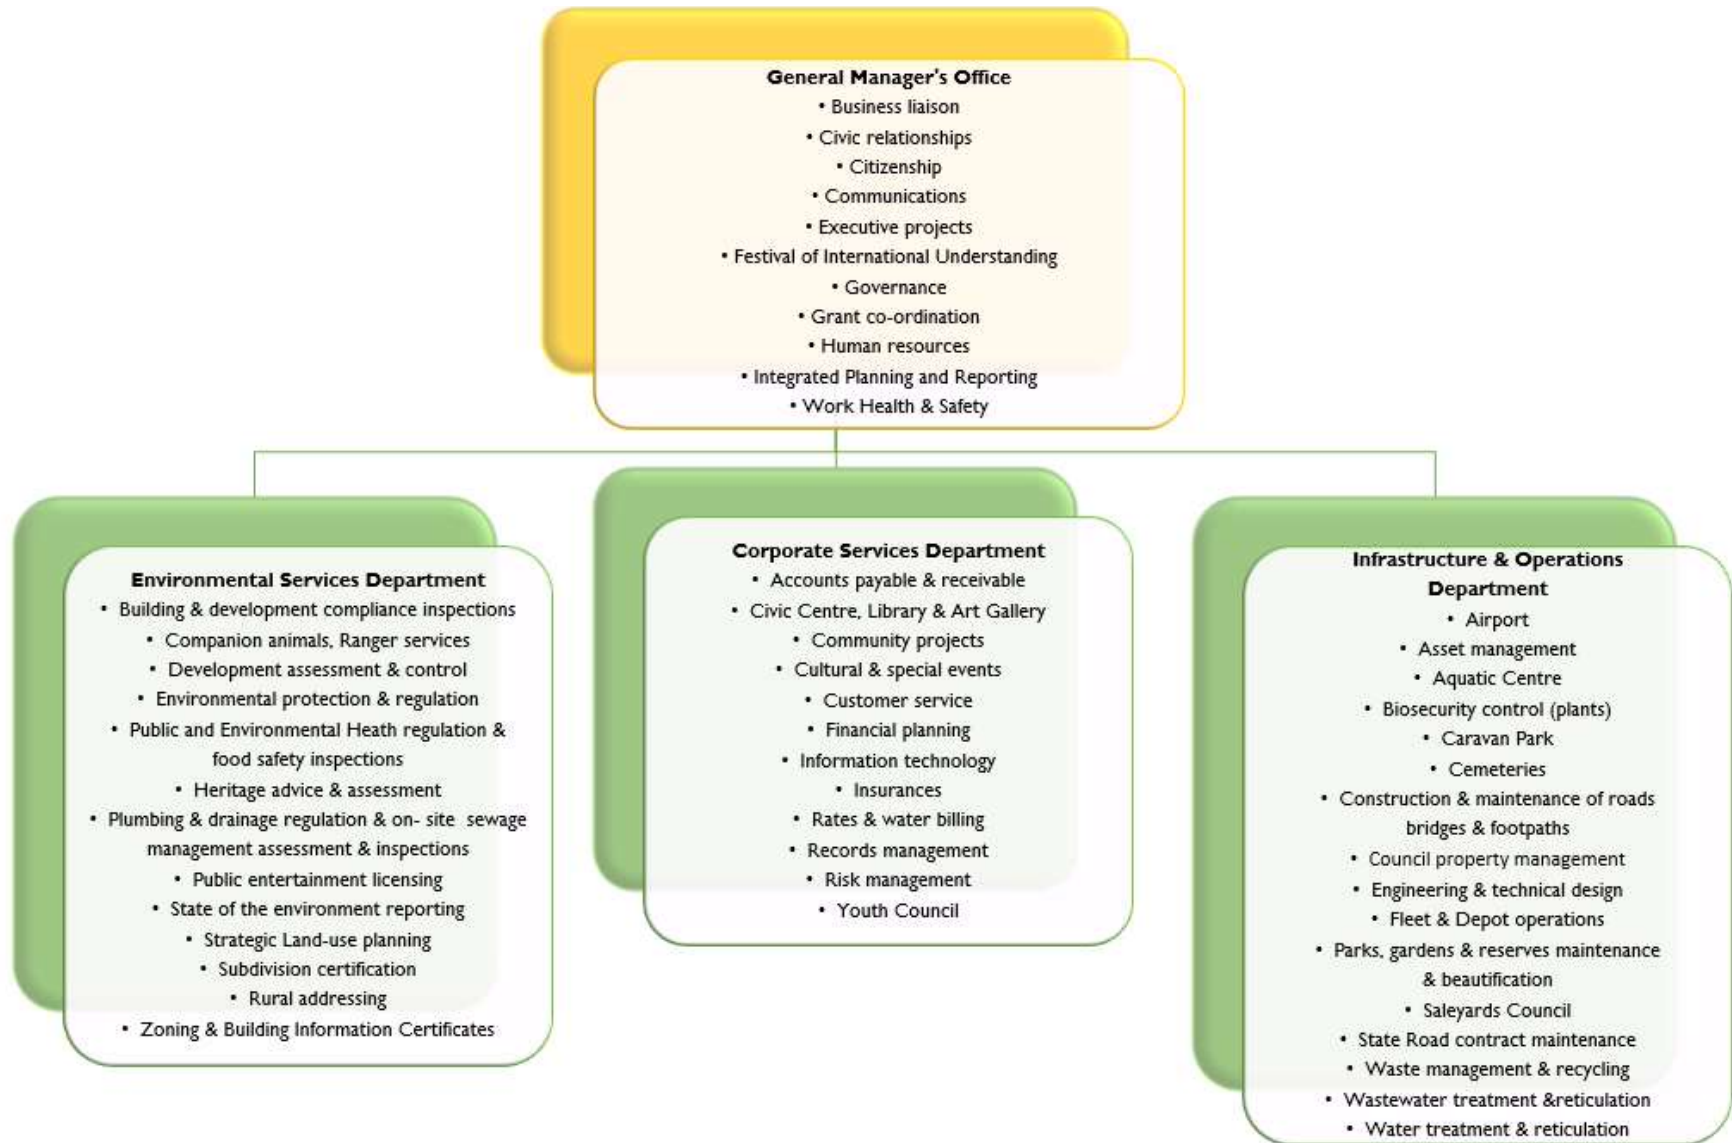 General Manager's Office
• Business liaison
• Civic relationships
• Citizenship
• Communications
• Executive projects
• Festival of International Understanding
• Governance
• Grant co-ordination
• Human resources
• Integrated Planning and Reporting
• Work Health & Safety
Environmental Services Department
• Building & development compliance inspections
• Companion animals, Ranger services
• Development assessment & control
• Environmental protection & regulation
• Public and Environmental Heath regulation &
food safety inspections
• Heritage advice & assessment
• Plumbing & drainage regulation & on- site sewage
management assessment & inspections
• Public entertainment licensing
• State of the environment reporting
• Strategic Land-use planning
• Subdivision certification
• Rural addressing
• Zoning & Building Information Certificates
Corporate Services Department
• Accounts payable & receivable
• Civic Centre, Library & Art Gallery
• Community projects
• Cultural & special events
• Customer service
• Financial planning
• Information technology
• Insurances
• Rates & water billing
• Records management
• Risk management
• Youth Council
Infrastructure & Operations
Department
• Airport
• Asset management
• Aquatic Centre
• Biosecurity control (plants)
• Caravan Park
• Cemeteries
• Construction & maintenance of roads
bridges & footpaths
• Council property management
• Engineering & technical design
• Fleet & Depot operations
• Parks, gardens & reserves maintenance
& beautification
• Saleyards Council
• State Road contract maintenance
• Waste management & recycling
• Wastewater treatment &reticulation
• Water treatment & reticulation